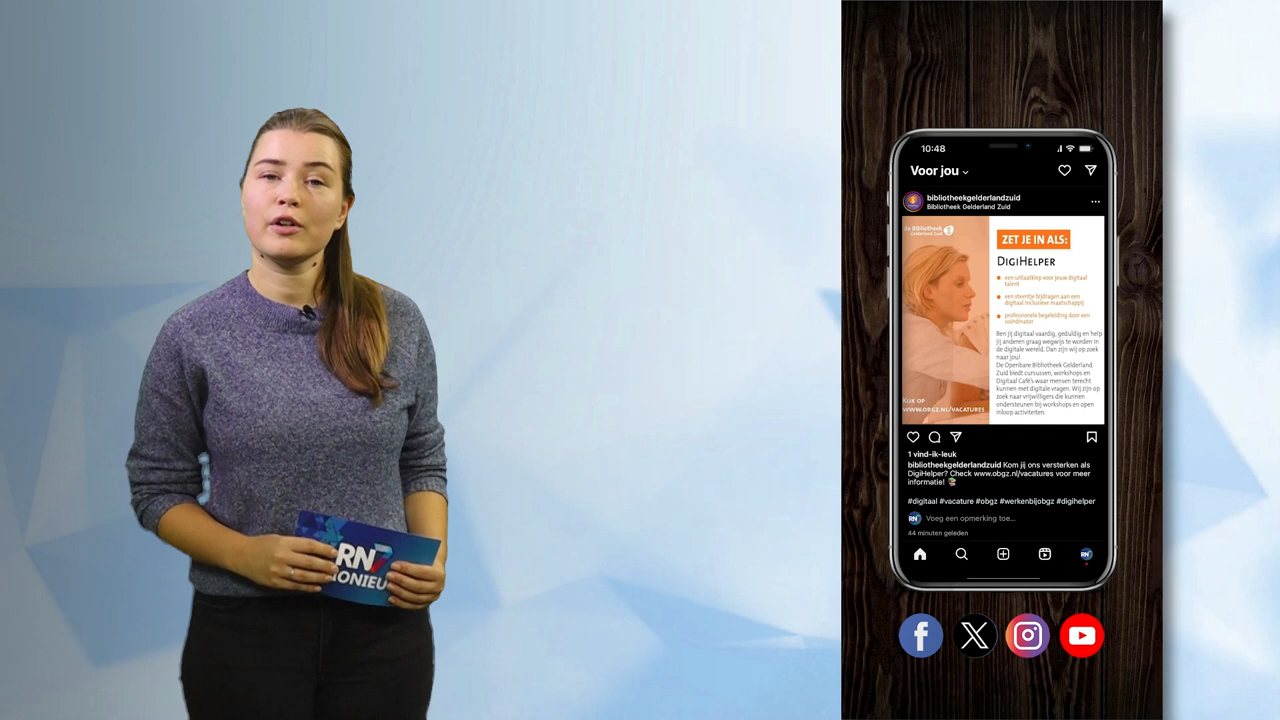 RN7
IONIEU
10:48
Voor jou
bibliotheekgelderlandzuid
Bibliotheek Gelderland Zuid
de Bibliotheek
Gelderland Zuid
ZET JE IN ALS:
DIGIHELPER
een uitlaatklep voor jouw digitaal
talent
een steentje bijdragen aan een
digitaal inclusieve maatschappij
professionele begeleiding door een
coördinator
Ben jij digitaal vaardig, geduldig en help
jij anderen graag wegwijs te worden in
de digitale wereld. Dan zijn wij op zoek
naar jou!
De Openbare Bibliotheek Gelderland
Zuid biedt cursussen, workshops en
Digitaal Café's waar mensen terecht
kunnen met digitale vragen. Wij zijn op
zoek naar vrijwilligers die kunnen
ondersteunen bij workshops en open
inloop activiteiten.
KIJK OP
WWW.OBGZ.NL/VACATURES
1 vind-ik-leuk
bibliotheekgelderlandzuid Kom jij ons versterken als
DigiHelper? Check www.obgz.nl/vacatures voor meer
informatie!
#digitaal #vacature #obgz #werkenbijobgz #digihelper
RN7
Voeg een opmerking toe...
44 minuten geleden
RN7